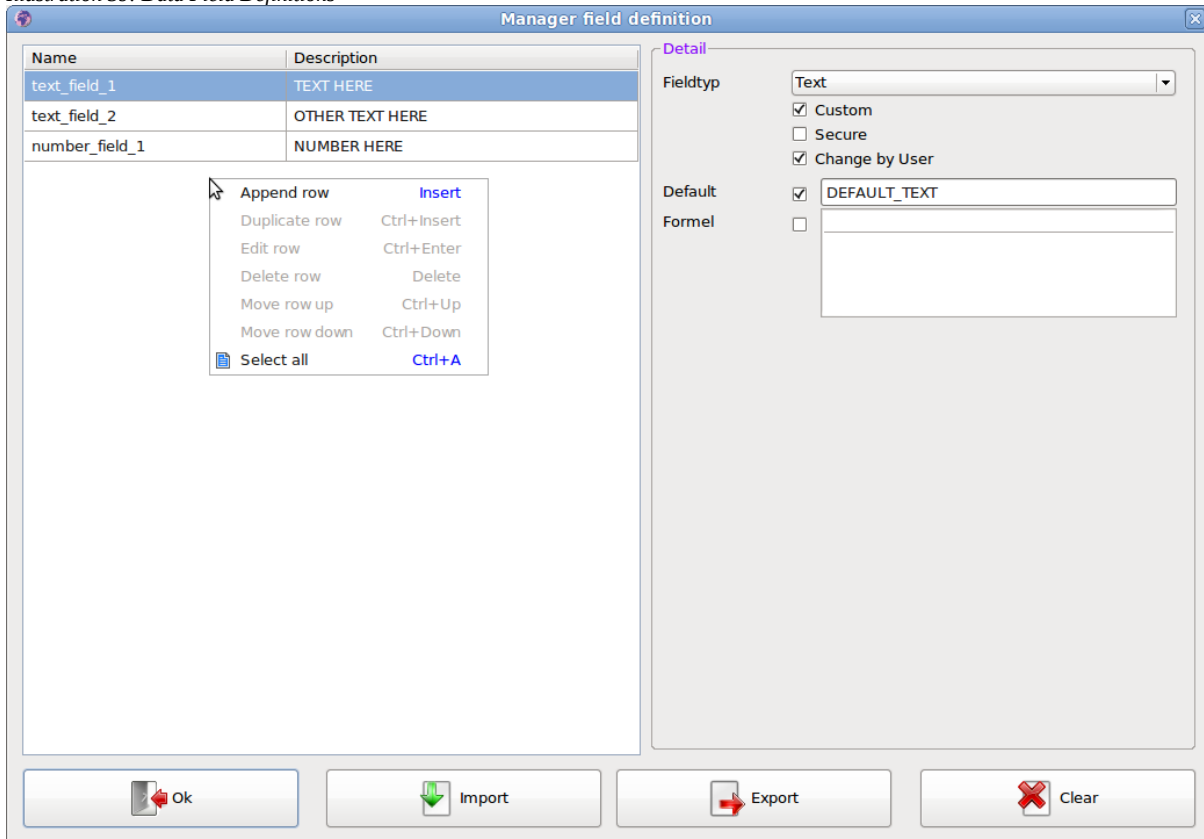 Manager field definition
Name Description
text_field_1 TEXT HERE
text_field_2 OTHER TEXT HERE
number_field_1 NUMBER HERE
Append row Insert
Duplicate row Ctrl+Insert
Edit row Ctrl+Enter
Delete row Delete
Move row up Ctrl+Up
Move row down Ctrl+Down
Select all Ctrl+A
Detail
Fieldtyp Text
Custom
Secure
Change by User
Default DEFAULT_TEXT
Formel
Ok Import Export Clear